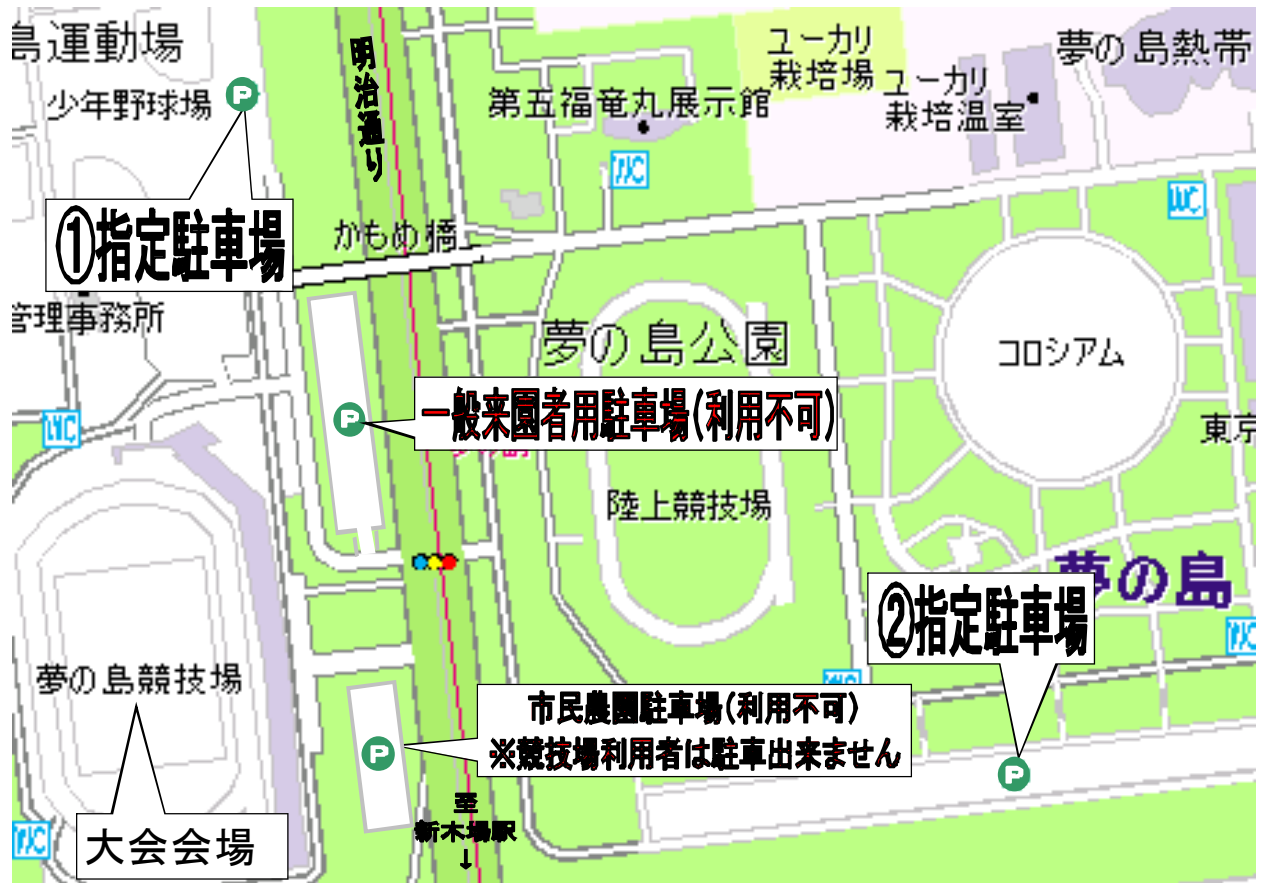 島運動場
少年野球場
P
明治通り
ユーカリ
栽培場
ユーカリ
栽培温室
夢の島熱帯
第五福竜丸展示館
WC
WC
①指定駐車場
かもめ橋
管理事務所
夢の島公園
コロシアム
P
一般来園者用駐車場(利用不可)
WC
東京
陸上競技場
夢の島
②指定駐車場
WC
夢の島競技場
WC
市民農園駐車場(利用不可)
※競技場利用者は駐車出来ません
P
P
至
新木場駅
↓
WC
大会会場